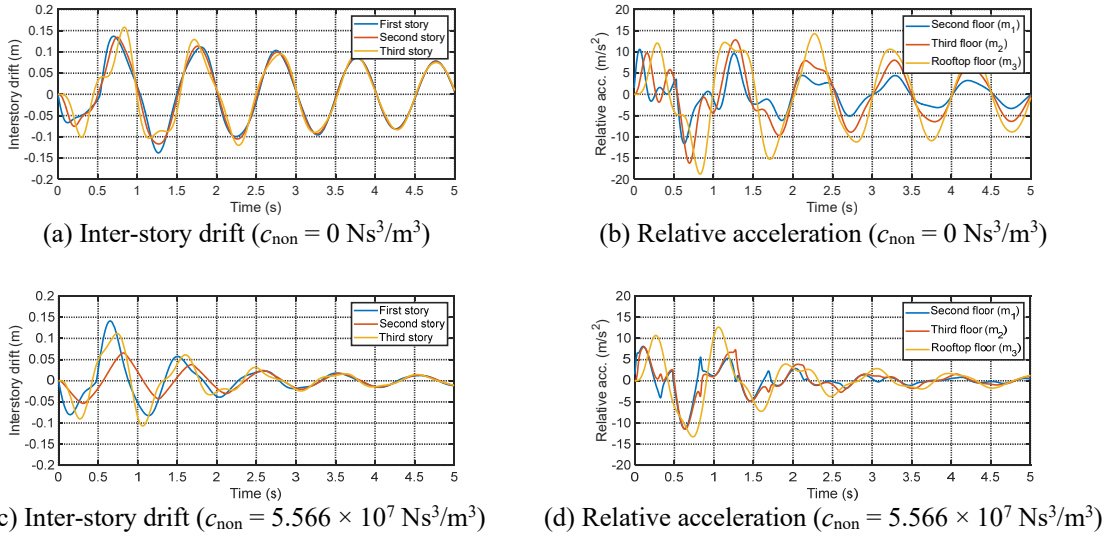 0.2
0.15
0.1
0.05
0
-0.05
-0.1
-0.15
-0.2
Interstory drift (m)
First story
Second story
Third story
0 0.5 1 1.5 2 2.5 3 3.5 4 4.5 5
Time (s)
(a) Inter-story drift (c_non = 0 Ns³/m³)
20
15
10
5
0
-5
-10
-15
-20
Relative acc. (m/s²)
Second floor (m₁)
Third floor (m₂)
Rooftop floor (m₃)
0 0.5 1 1.5 2 2.5 3 3.5 4 4.5 5
Time (s)
(b) Relative acceleration (c_non = 0 Ns³/m³)
0.2
0.15
0.1
0.05
0
-0.05
-0.1
-0.15
-0.2
Interstory drift (m)
First story
Second story
Third story
0 0.5 1 1.5 2 2.5 3 3.5 4 4.5 5
Time (s)
c) Inter-story drift (c_non = 5.566 × 10⁷ Ns³/m³)
20
15
10
5
0
-5
-10
-15
-20
Relative acc. (m/s²)
Second floor (m₁)
Third floor (m₂)
Rooftop floor (m₃)
0 0.5 1 1.5 2 2.5 3 3.5 4 4.5 5
Time (s)
(d) Relative acceleration (c_non = 5.566 × 10⁷ Ns³/m³)